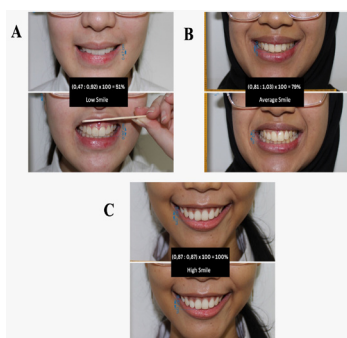 A
B
(0,47 : 0,92) x 100 = 51%
Low Smile
(0,81 : 1,03) x 100 = 79%
Average Smile
C
(0,87 : 0,87) x 100 = 100%
High Smile